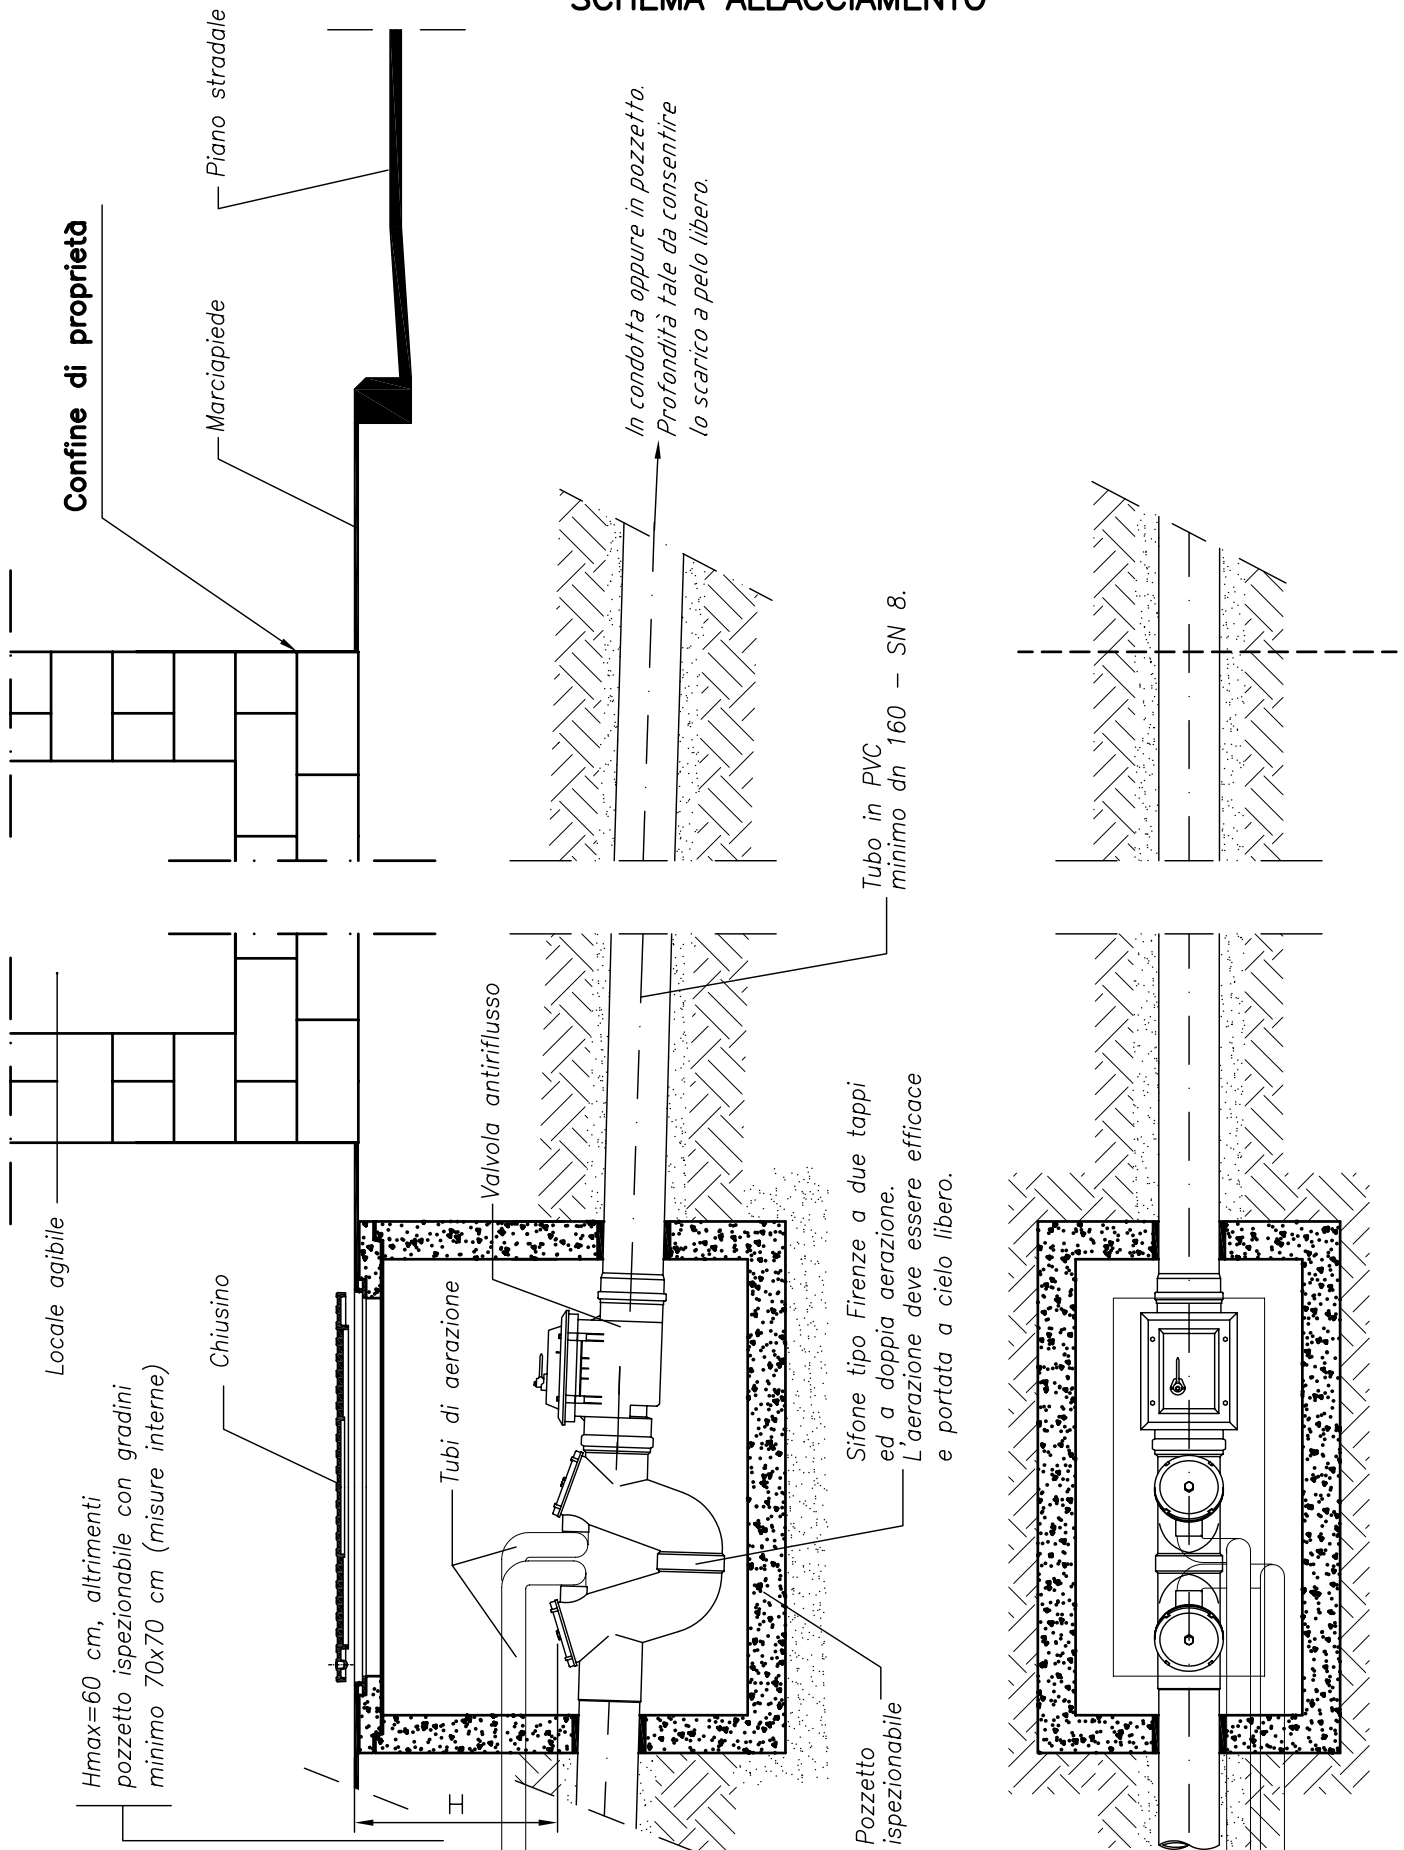 SCHEMA ALLACCIAMENTO
Piano stradale
Confine di proprietà
Marciapiede
In condotta oppure in pozzetto.
Profondità tale da consentire
lo scarico a pelo libero.
Locale agibile
Chiusino
Hmax=60 cm, altrimenti
pozzetto ispezionabile con gradini
minimo 70x70 cm (misure interne)
Valvola antiriflusso
Tubi di aerazione
Tubo in PVC
minimo dn 160 – SN 8.
Sifone tipo Firenze a due tappi
ed a doppia aerazione.
L'aerazione deve essere efficace
e portata a cielo libero.
Pozzetto
ispezionabile
H